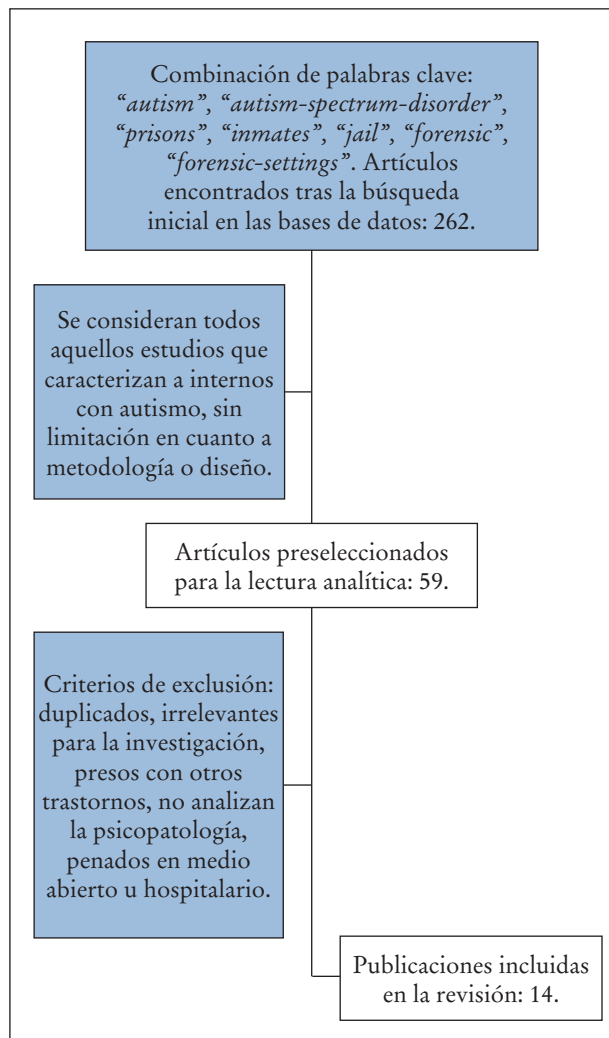 Combinación de palabras clave:
“autism”, “autism-spectrum-disorder”,
“prisons”, “inmates”, “jail”, “forensic”,
“forensic-settings”. Artículos
encontrados tras la búsqueda
inicial en las bases de datos: 262.
Se consideran todos
aquellos estudios que
caracterizan a internos
con autismo, sin
limitación en cuanto a
metodología o diseño.
Artículos preseleccionados
para la lectura analítica: 59.
Criterios de exclusión:
duplicados, irrelevantes
para la investigación,
presos con otros
trastornos, no analizan
la psicopatología,
penados en medio
abierto u hospitalario.
Publicaciones incluidas
en la revisión: 14.